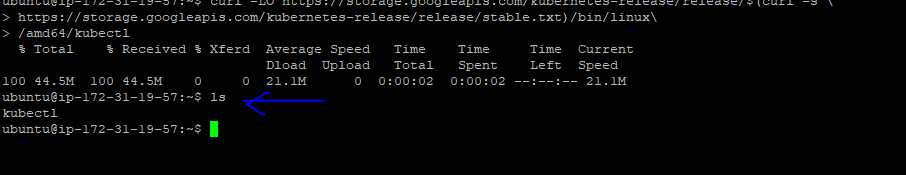 ubuntu@ip-172-31-19-57:~$ curl -LO https://storage.googleapis.com/kubernetes-release/release/$(curl -s \
> https://storage.googleapis.com/kubernetes-release/release/stable.txt)/bin/linux\
> /amd64/kubectl
% Total % Received % Xferd Average Speed Time Time Time Current
Dload Upload Total Spent Left Speed
100 44.5M 100 44.5M 0 0 21.1M 0 0:00:02 0:00:02 --:--:-- 21.1M
ubuntu@ip-172-31-19-57:~$ ls
kubectl
ubuntu@ip-172-31-19-57:~$